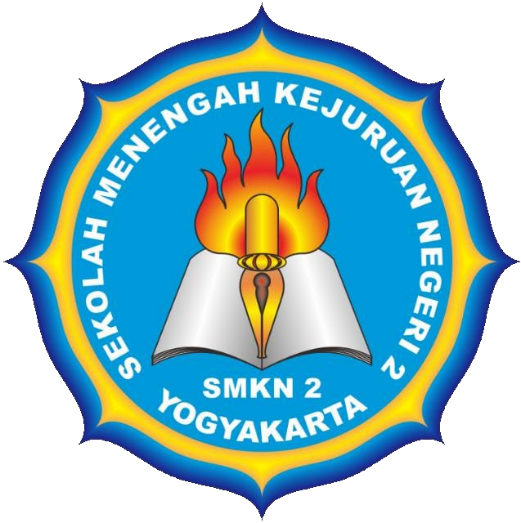 SEKOLAH MENENGAH KEJURUAN NEGERI 2
SMKN 2
YOGYAKARTA